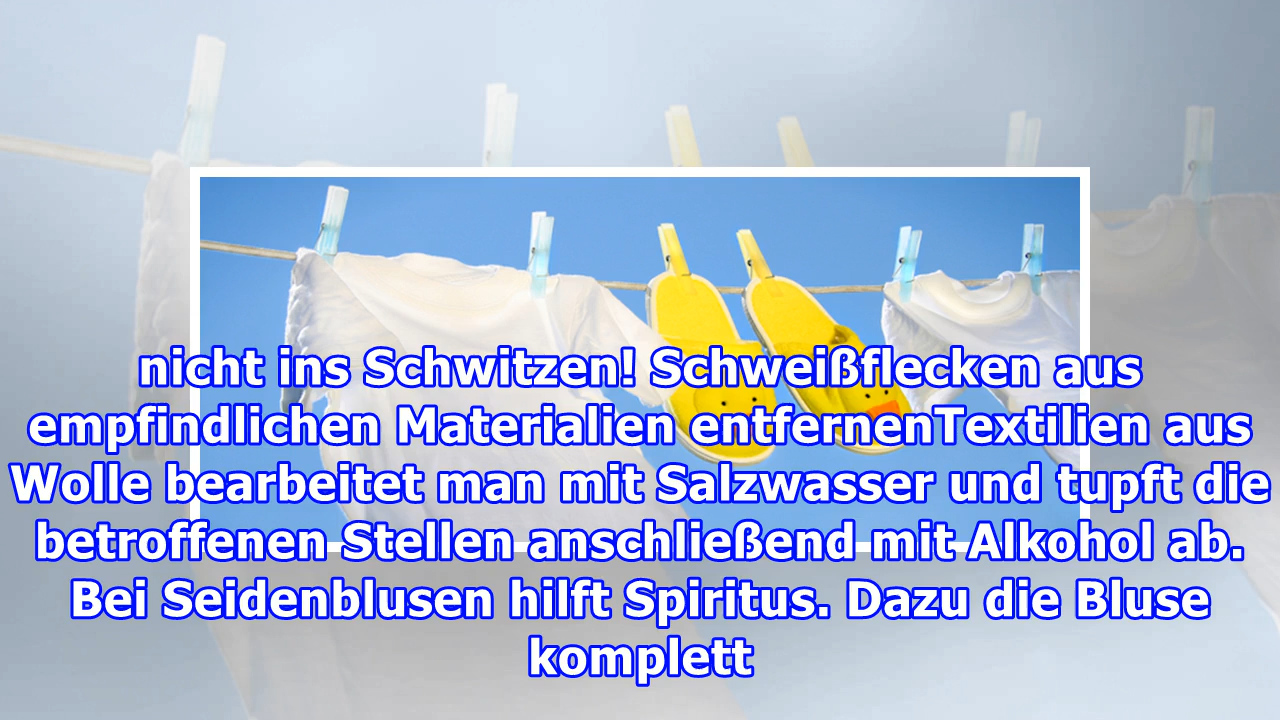 nicht ins Schwitzen! Schweißflecken aus
empfindlichen Materialien entfernenTextilien aus
Wolle bearbeitet man mit Salzwasser und tupft die
betroffenen Stellen anschließend mit Alkohol ab.
Bei Seidenblusen hilft Spiritus. Dazu die Bluse
komplett